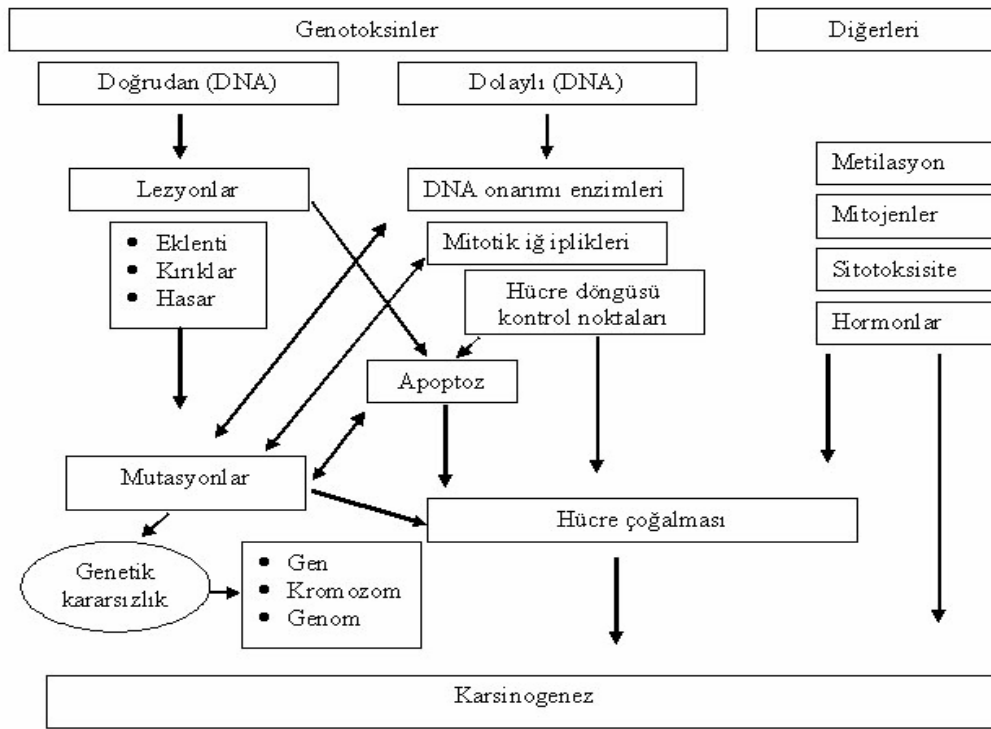 Genotoksinler
Diğerleri
Doğrudan (DNA)
Dolaylı (DNA)
Lezyonlar
DNA onarımı enzimleri
Metilasyon
Mitojenler
Sitotoksisite
Hormonlar
• Eklenti
• Kırıklar
• Hasar
Mitotik iğ iplikleri
Hücre döngüsü
kontrol noktaları
Apoptoz
Mutasyonlar
Hücre çoğalması
Genetik
kararsızlık
• Gen
• Kromozom
• Genom
Karsinogenez